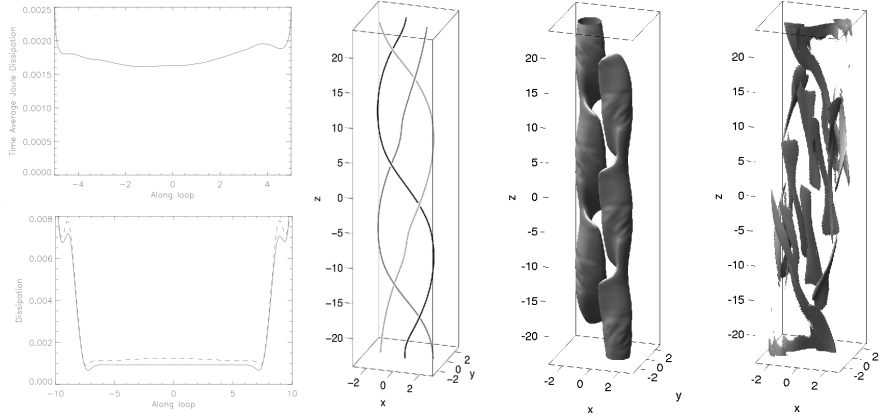 0.0025
0.0020
0.0015
0.0010
0.0005
0.0000
Time Average Joule Dissipation
−4 −2 0 2 4
Along loop
0.008
0.006
0.004
0.002
0.000
Dissipation
−10 −5 0 5 10
Along loop
20
15
10
5
0
−5
−10
−15
−20
z
−2 0 2
x
−2 0 2
y
20
15
10
5
0
−5
−10
−15
−20
z
−2 0 2
x
−2 0 2
y
20
15
10
5
0
−5
−10
−15
−20
z
−2 0 2
x
−2 0 2